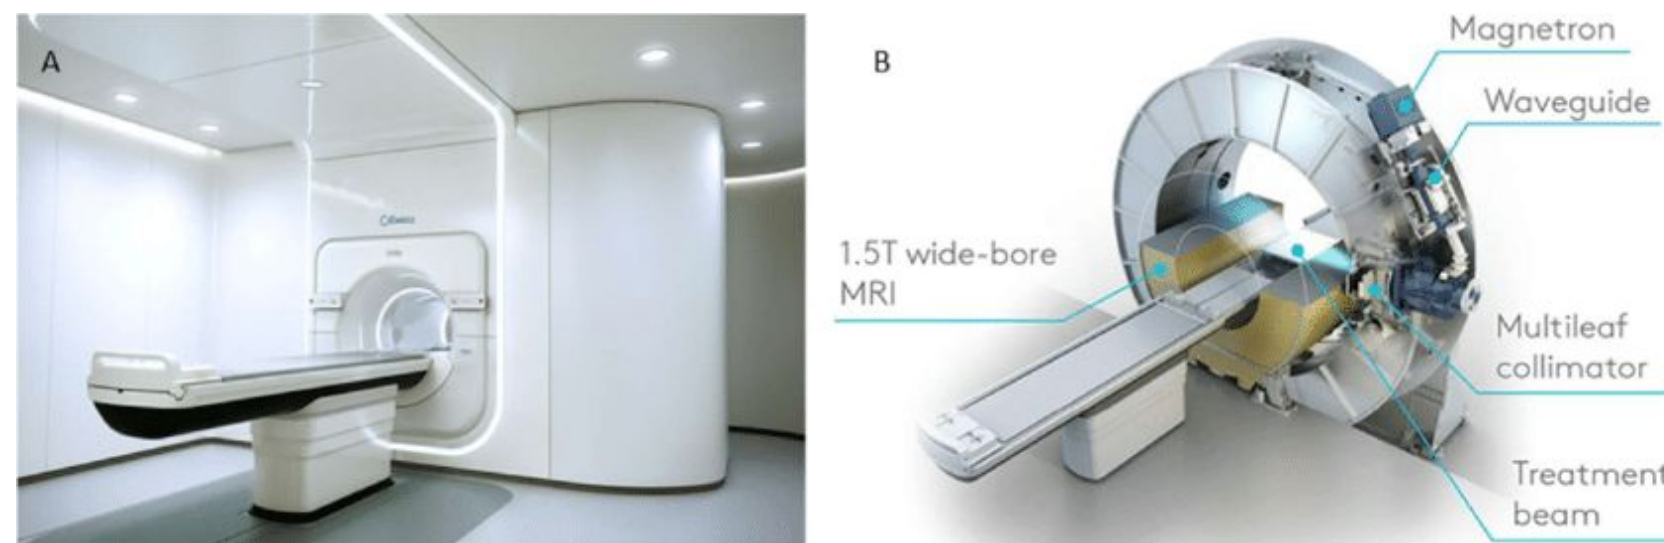 A
B
Magnetron
Waveguide
1.5T wide-bore
MRI
Multileaf
collimator
Treatment
beam